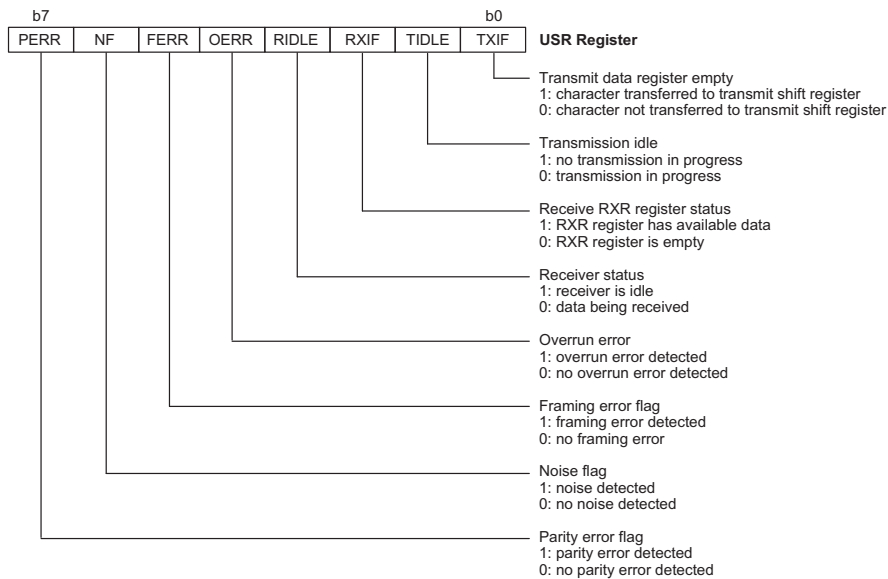 b7 b0
PERR NF FERR OERR RIDLE RXIF TIDLE TXIF USR Register
Transmit data register empty
1: character transferred to transmit shift register
0: character not transferred to transmit shift register
Transmission idle
1: no transmission in progress
0: transmission in progress
Receive RXR register status
1: RXR register has available data
0: RXR register is empty
Receiver status
1: receiver is idle
0: data being received
Overrun error
1: overrun error detected
0: no overrun error detected
Framing error flag
1: framing error detected
0: no framing error
Noise flag
1: noise detected
0: no noise detected
Parity error flag
1: parity error detected
0: no parity error detected